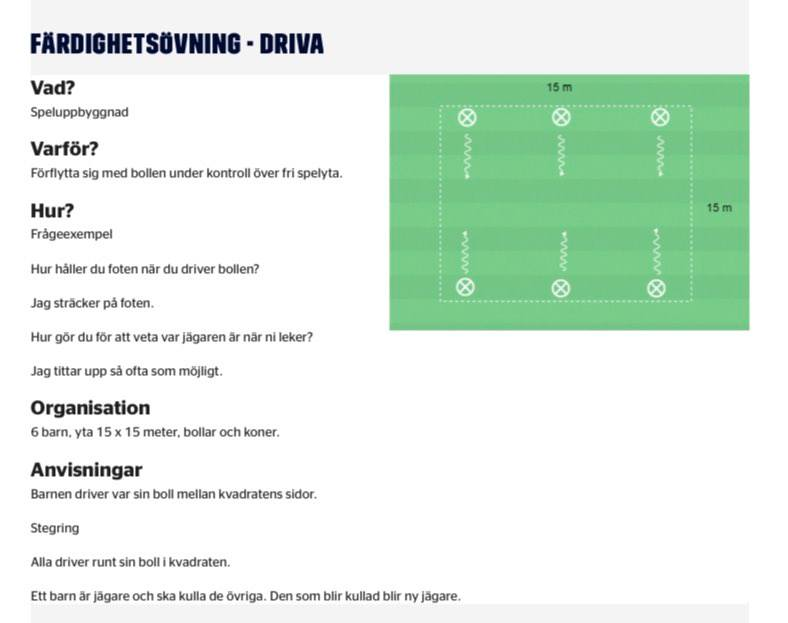 FÄRDIGHETSÖVNING - DRIVA
Vad?
Speluppbyggnad
Varför?
Förflytta sig med bollen under kontroll över fri spelyta.
Hur?
Frågeexempel
Hur håller du foten när du driver bollen?
Jag sträcker på foten.
Hur gör du för att veta var jägaren är när ni leker?
Jag tittar upp så ofta som möjligt.
Organisation
6 barn, yta 15 x 15 meter, bollar och koner.
Anvisningar
Barnen driver var sin boll mellan kvadratens sidor.
Stegring
Alla driver runt sin boll i kvadraten.
Ett barn är jägare och ska kulla de övriga. Den som blir kullad blir ny jägare.
15 m
15 m